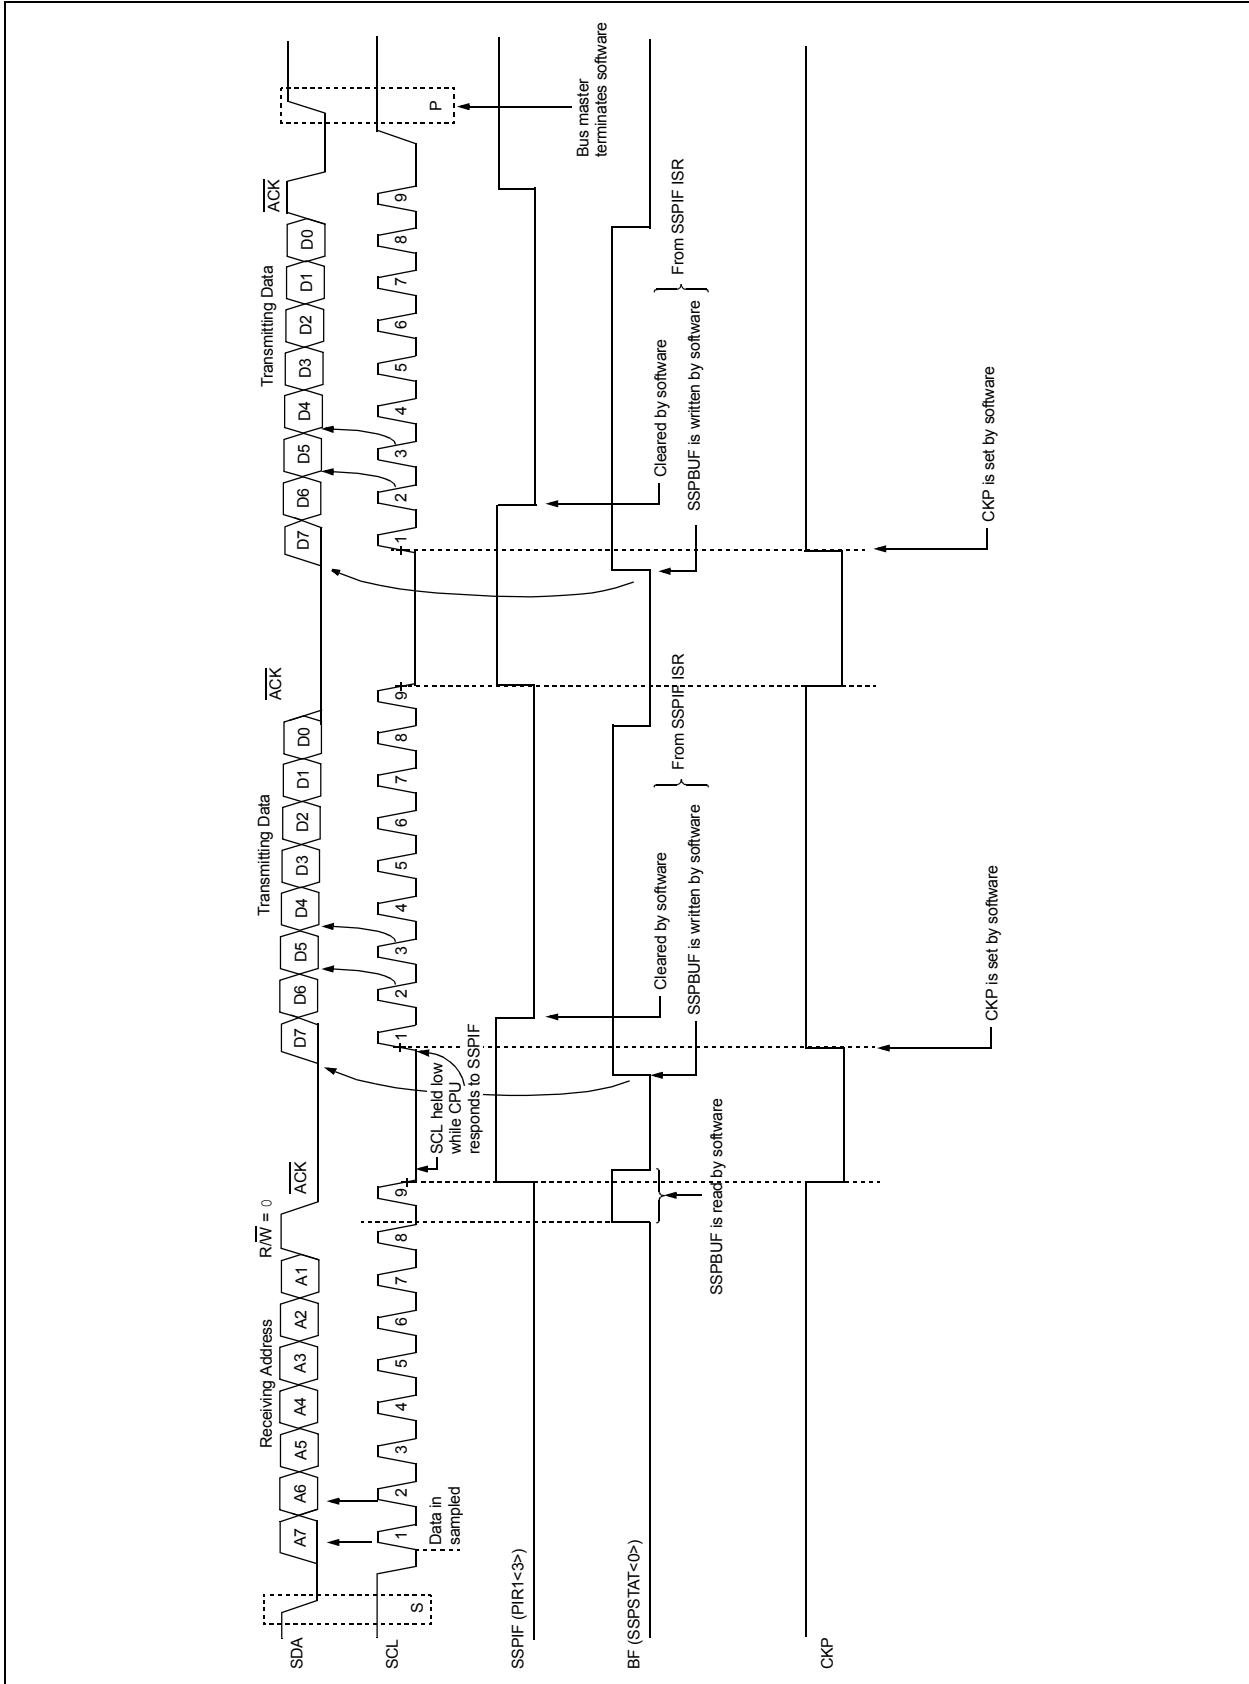 SDA
S
Receiving Address
R/W = 0
ACK
Transmitting Data
ACK
Transmitting Data
ACK
A7
A6
A5
A4
A3
A2
A1
D7
D6
D5
D4
D3
D2
D1
D0
D7
D6
D5
D4
D3
D2
D1
D0
P
SCL
1
2
3
4
5
6
7
8
9
1
2
3
4
5
6
7
8
9
1
2
3
4
5
6
7
8
9
Data in
sampled
SCL held low
while CPU
responds to SSPIF
Bus master
terminates software
SSPIF (PIR1<3>)
Cleared by software
From SSPIF ISR
Cleared by software
From SSPIF ISR
BF (SSPSTAT<0>)
SSPBUF is read by software
SSPBUF is written by software
SSPBUF is written by software
CKP
CKP is set by software
CKP is set by software